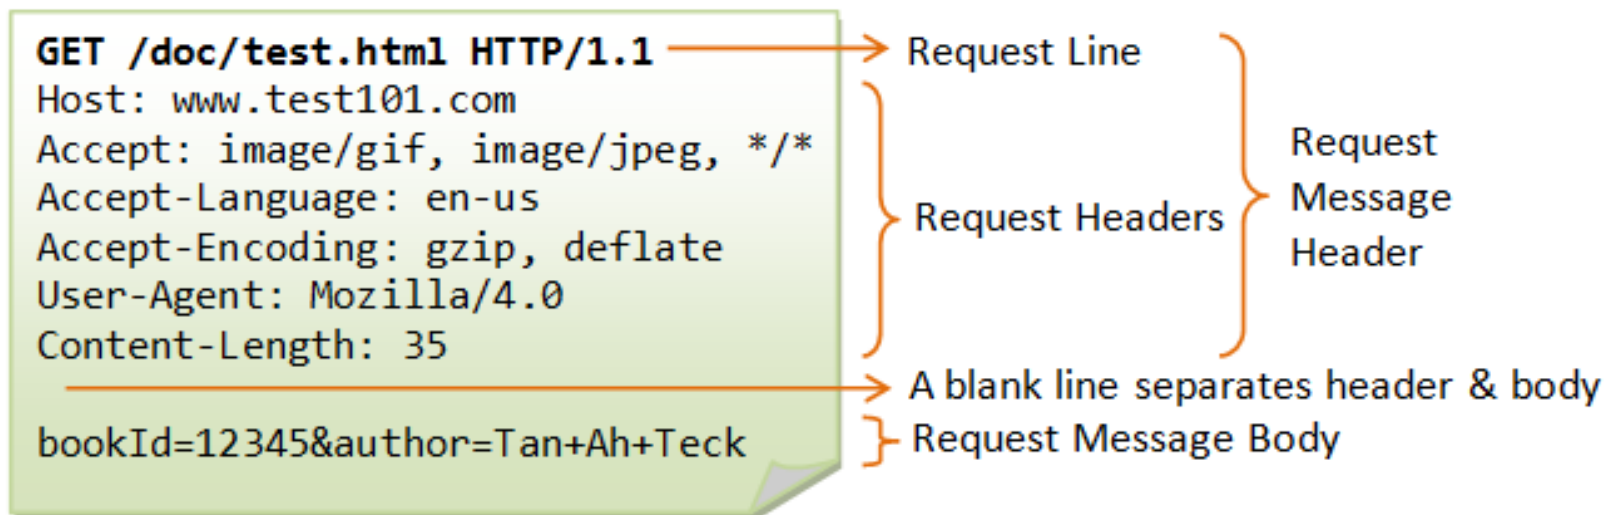 GET /doc/test.html HTTP/1.1
Host: www.test101.com
Accept: image/gif, image/jpeg, */*
Accept-Language: en-us
Accept-Encoding: gzip, deflate
User-Agent: Mozilla/4.0
Content-Length: 35
bookId=12345&author=Tan+Ah+Teck
Request Line
Request Headers
Request
Message
Header
A blank line separates header & body
Request Message Body